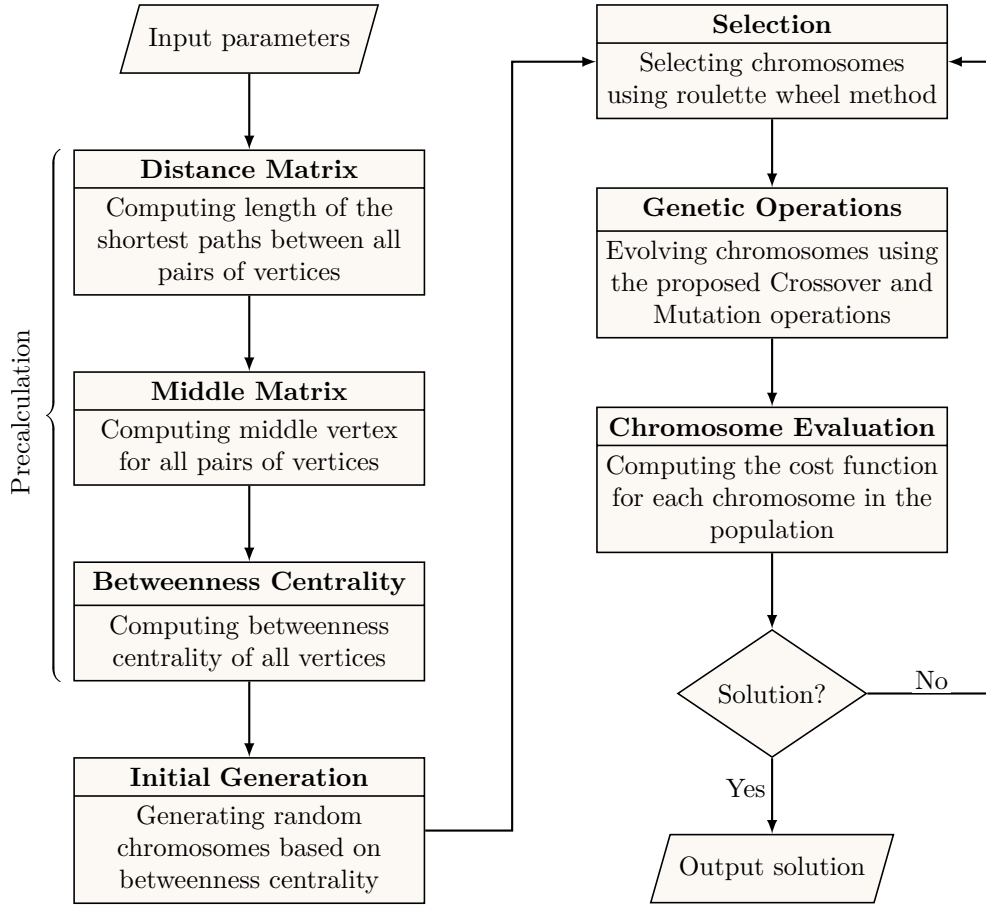 Input parameters
Precalculation
Distance Matrix
Computing length of the
shortest paths between all
pairs of vertices
Middle Matrix
Computing middle vertex
for all pairs of vertices
Betweenness Centrality
Computing betweenness
centrality of all vertices
Initial Generation
Generating random
chromosomes based on
betweenness centrality
Selection
Selecting chromosomes
using roulette wheel method
Genetic Operations
Evolving chromosomes using
the proposed Crossover and
Mutation operations
Chromosome Evaluation
Computing the cost function
for each chromosome in the
population
Solution?
No
Yes
Output solution